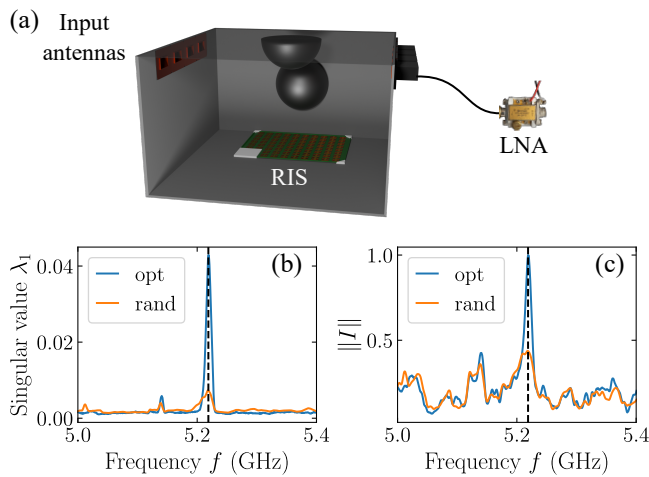 (a) Input
antennas
RIS
LNA
(b)
opt
rand
Singular value λ₁
0.04
0.02
0.00
5.0 5.2 5.4
Frequency f (GHz)
(c)
opt
rand
||I||
1.0
0.5
5.0 5.2 5.4
Frequency f (GHz)